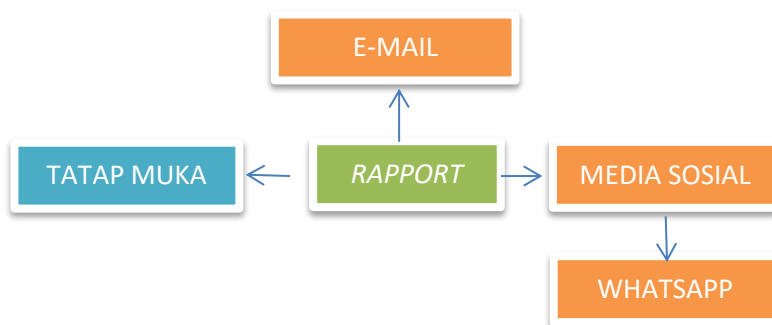 E-MAIL
TATAP MUKA
RAPPORT
MEDIA SOSIAL
WHATSAPP